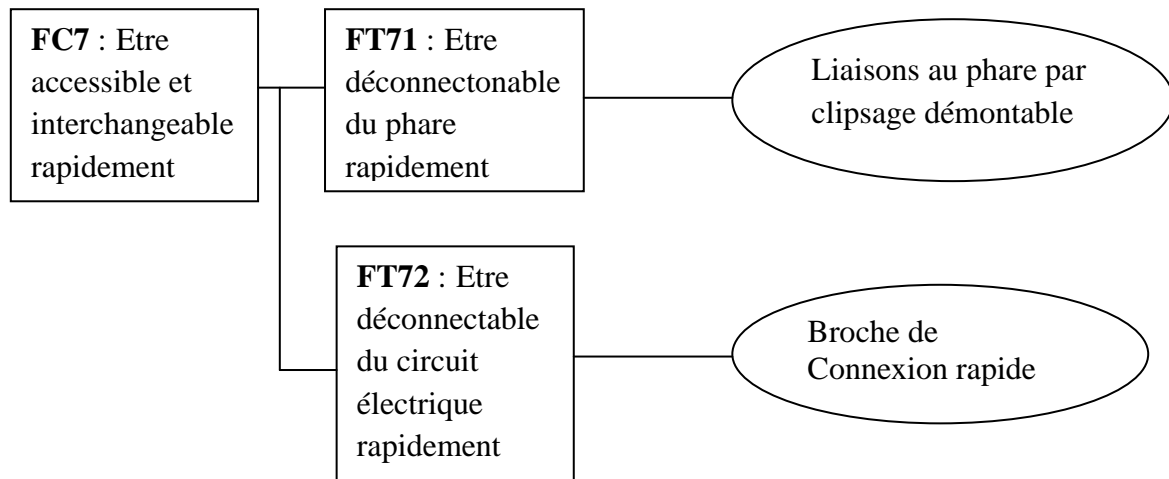 FC7 : Etre
accessible et
interchangeable
rapidement
FT71 : Etre
déconnectonable
du phare
rapidement
Liaisons au phare par
clipsage démontable
FT72 : Etre
déconnectable
du circuit
électrique
rapidement
Broche de
Connexion rapide